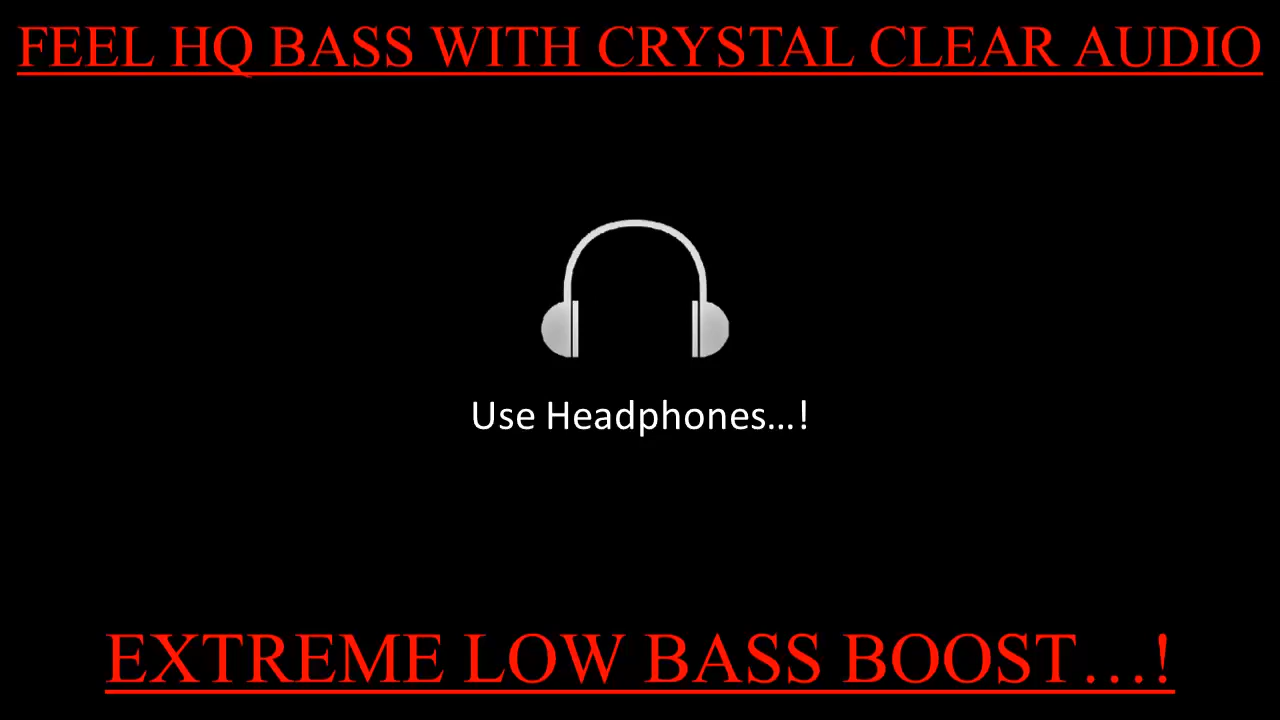 FEEL HQ BASS WITH CRYSTAL CLEAR AUDIO
Use Headphones...!
EXTREME LOW BASS BOOST...!